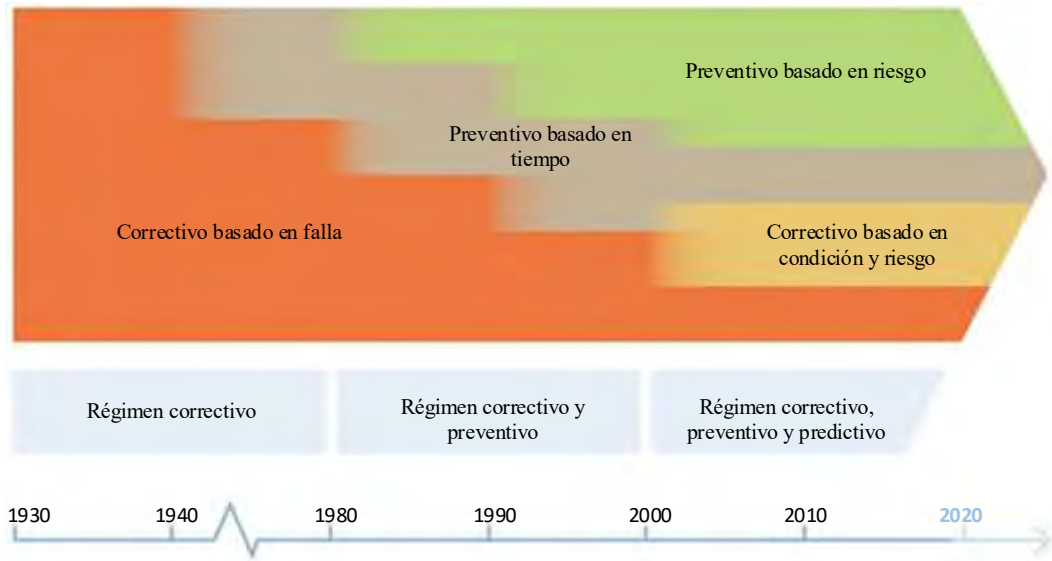 Preventivo basado en riesgo
Preventivo basado en
tiempo
Correctivo basado en falla
Correctivo basado en
condición y riesgo
Régimen correctivo
Régimen correctivo y
preventivo
Régimen correctivo,
preventivo y predictivo
1930 1940 1980 1990 2000 2010 2020